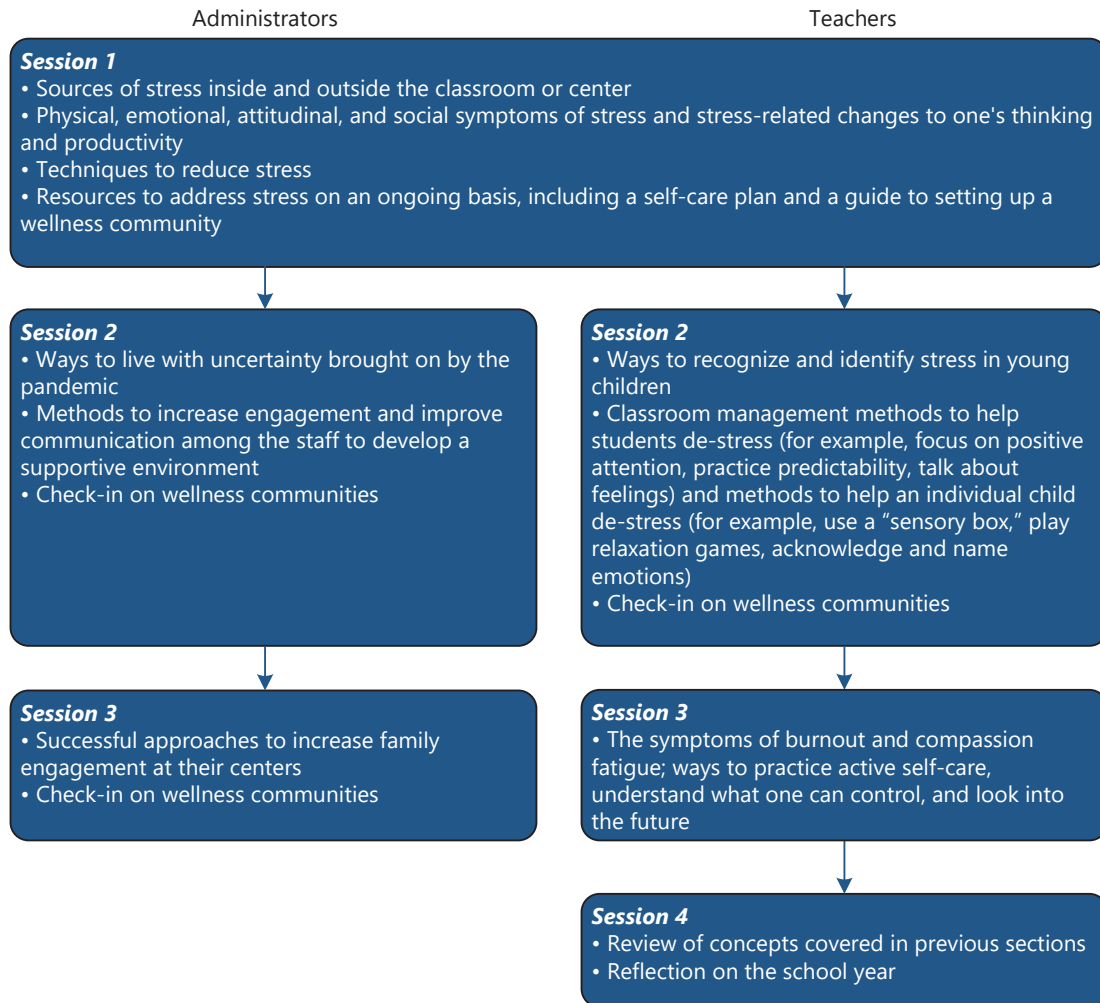 Administrators
Teachers
Session 1
• Sources of stress inside and outside the classroom or center
• Physical, emotional, attitudinal, and social symptoms of stress and stress-related changes to one's thinking
and productivity
• Techniques to reduce stress
• Resources to address stress on an ongoing basis, including a self-care plan and a guide to setting up a
wellness community
Session 2
• Ways to live with uncertainty brought on by the
pandemic
• Methods to increase engagement and improve
communication among the staff to develop a
supportive environment
• Check-in on wellness communities
Session 2
• Ways to recognize and identify stress in young
children
• Classroom management methods to help
students de-stress (for example, focus on positive
attention, practice predictability, talk about
feelings) and methods to help an individual child
de-stress (for example, use a “sensory box,” play
relaxation games, acknowledge and name
emotions)
• Check-in on wellness communities
Session 3
• Successful approaches to increase family
engagement at their centers
• Check-in on wellness communities
Session 3
• The symptoms of burnout and compassion
fatigue; ways to practice active self-care,
understand what one can control, and look into
the future
Session 4
• Review of concepts covered in previous sections
• Reflection on the school year